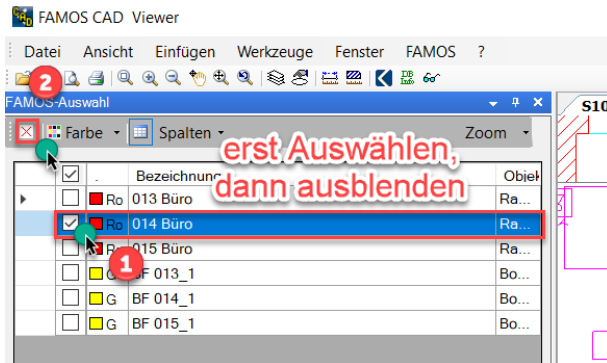 FAMOS CAD Viewer
Datei Ansicht Einfügen Werkzeuge Fenster FAMOS ?
2
FAMOS-Auswahl
S10
Farbe Spalten Zoom
erst Auswählen,
dann ausblenden
. Bezeichnung Objek
Ro 013 Büro Ra...
Ro 014 Büro Ra...
Ro 015 Büro Ra...
1
G BF 013_1 Bo...
G BF 014_1 Bo...
G BF 015_1 Bo...